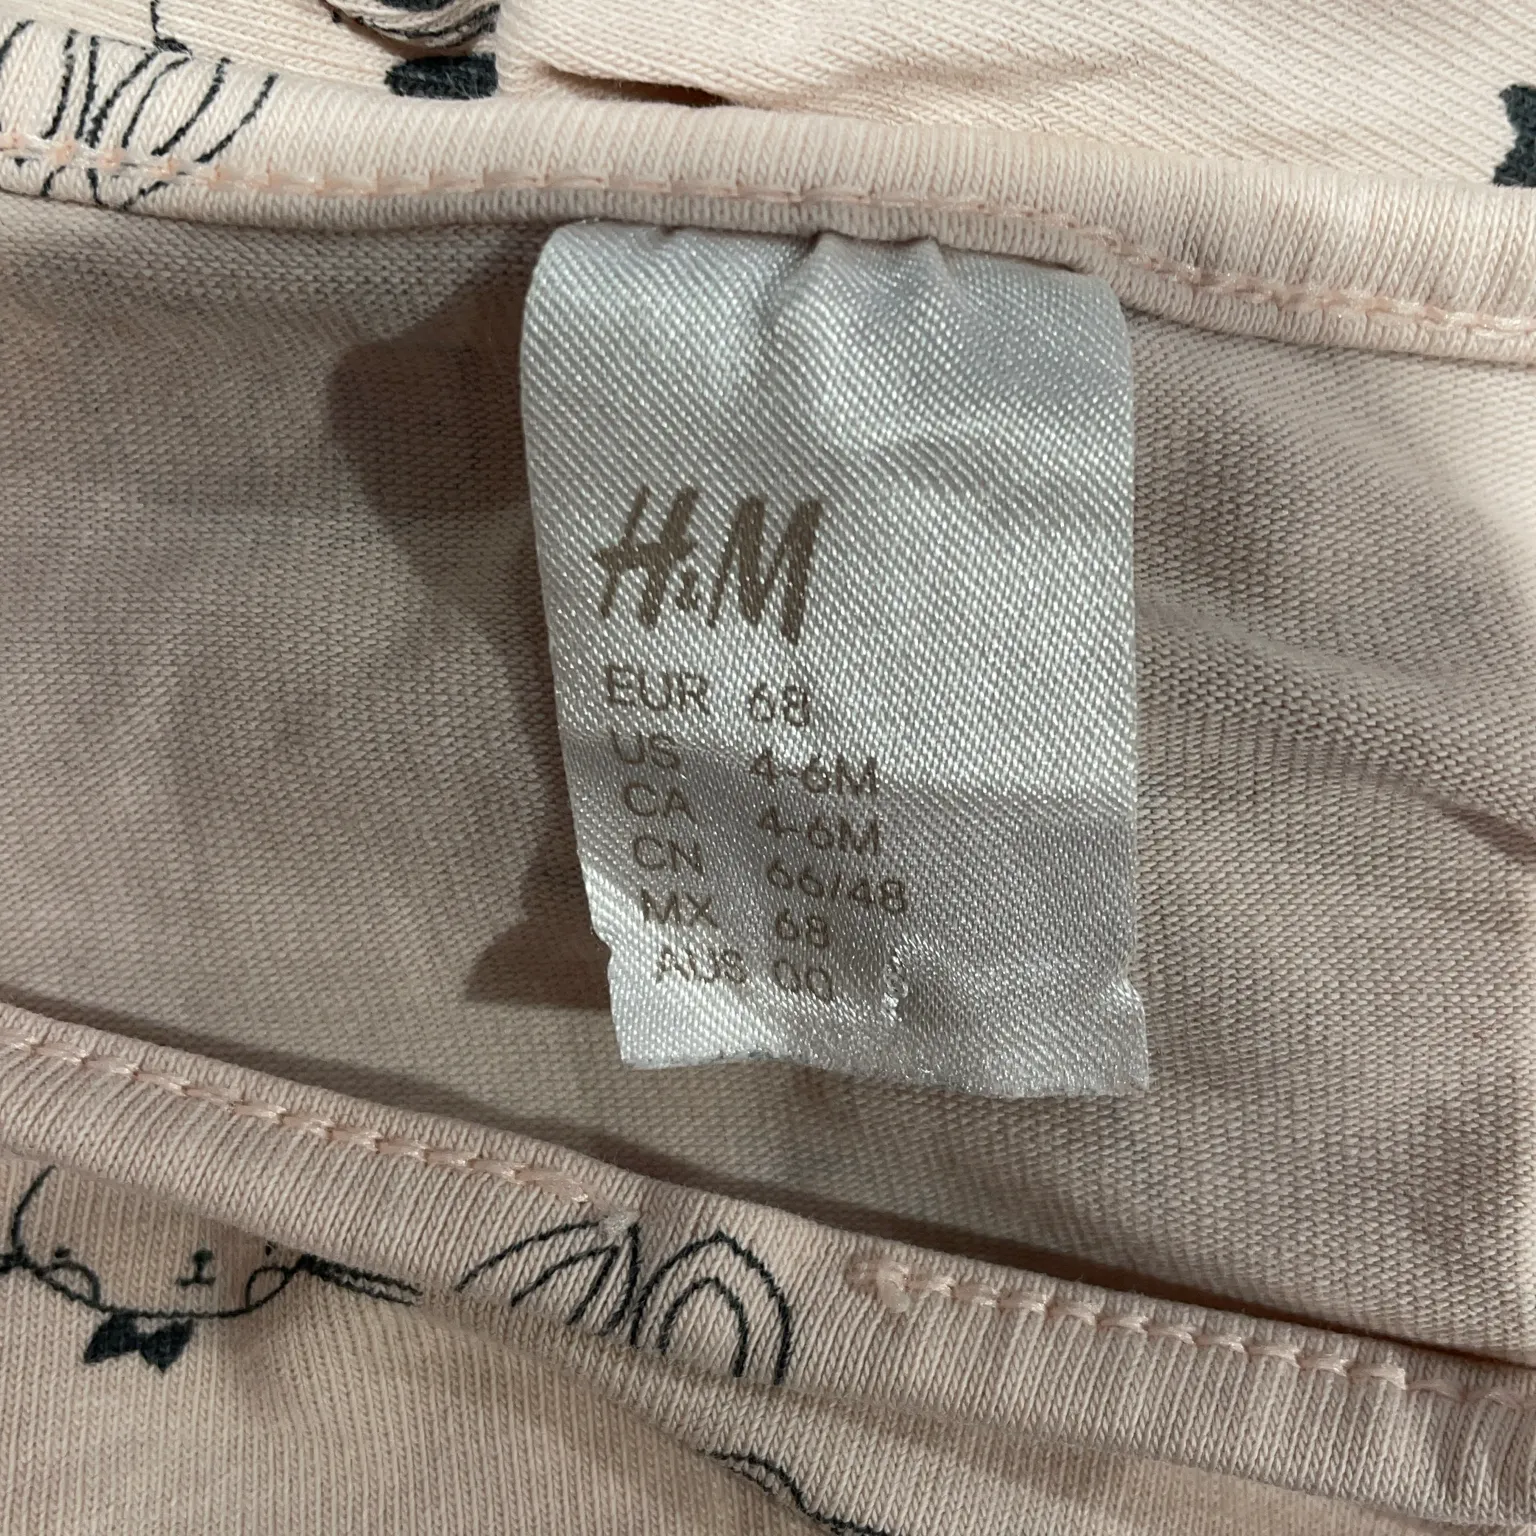 H&M
EUR 68
US 4-6M
CA 4-6M
CN 66/48
MX 68
AUS 00